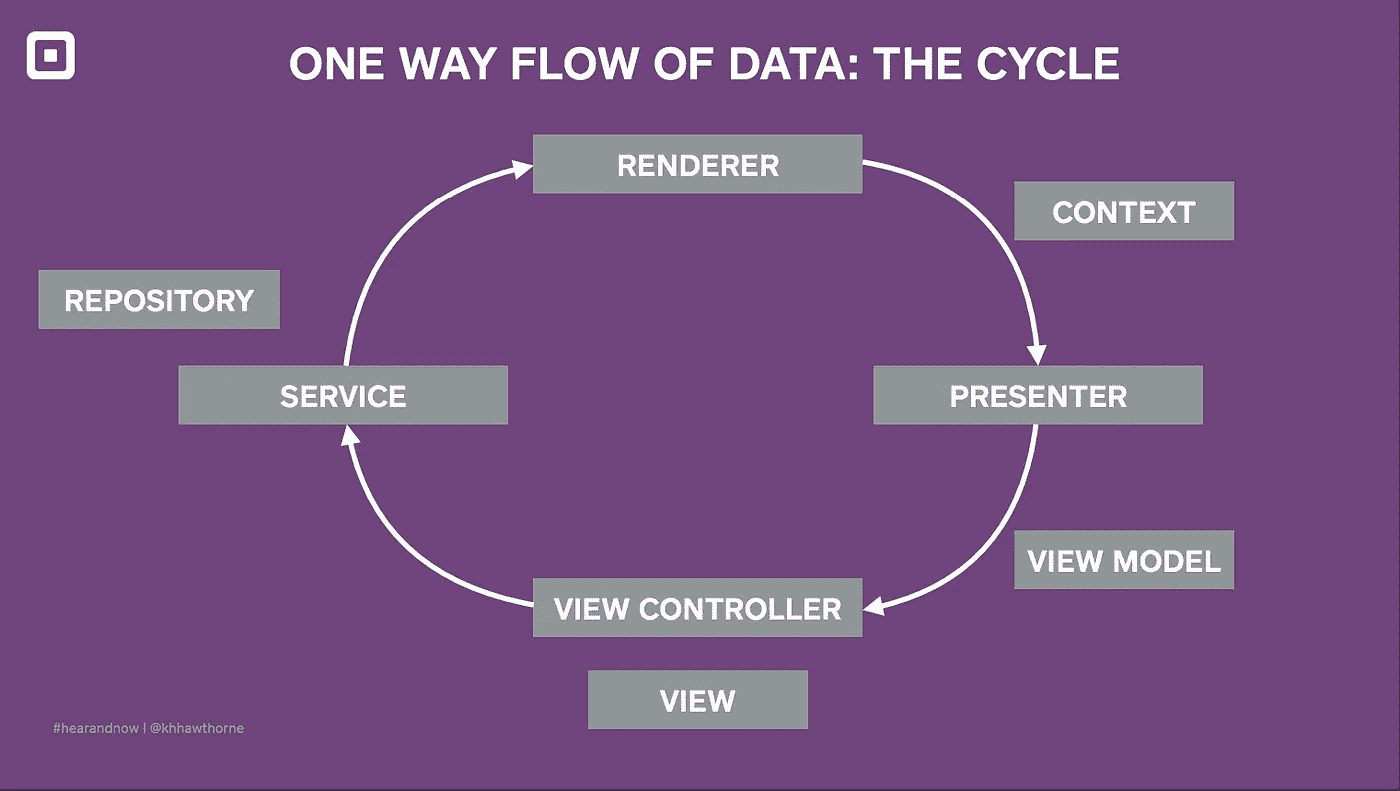 ONE WAY FLOW OF DATA: THE CYCLE
RENDERER
CONTEXT
REPOSITORY
SERVICE
PRESENTER
VIEW MODEL
VIEW CONTROLLER
VIEW
#hearandnow | @khhawthorne